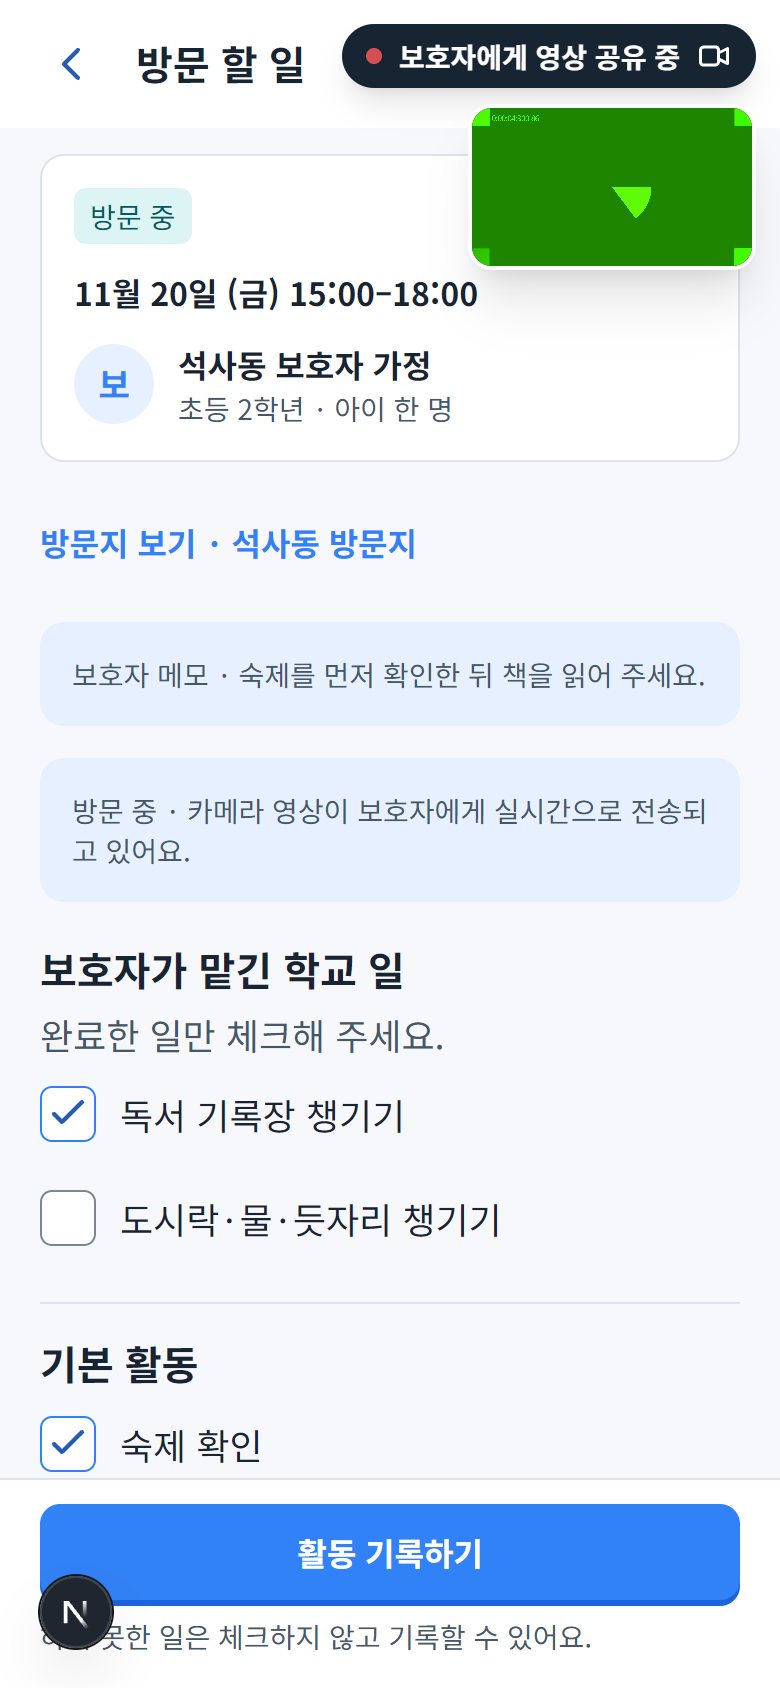 방문 할 일
보호자에게 영상 공유 중
방문 중
11월 20일 (금) 15:00–18:00
보
석사동 보호자 가정
초등 2학년 · 아이 한 명
방문지 보기 · 석사동 방문지
보호자 메모 · 숙제를 먼저 확인한 뒤 책을 읽어 주세요.
방문 중 · 카메라 영상이 보호자에게 실시간으로 전송되
고 있어요.
보호자가 맡긴 학교 일
완료한 일만 체크해 주세요.
독서 기록장 챙기기
도시락·물·돗자리 챙기기
기본 활동
숙제 확인
활동 기록하기
N
못한 일은 체크하지 않고 기록할 수 있어요.